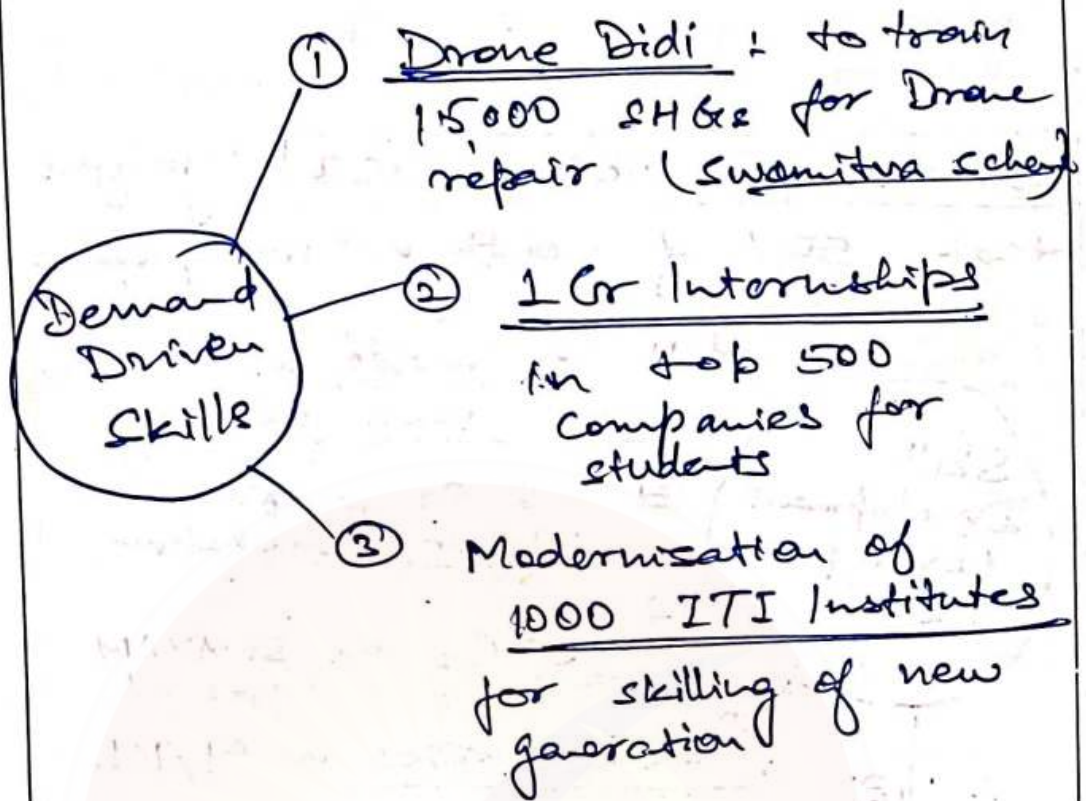 ① Drone Didi : to train
15,000 SHGs for Drone
repair (Swamitva scheme)
Demand
Driven
Skills
② 1 Cr Internships
in top 500
companies for
students
③ Modernisation of
1000 ITI Institutes
for skilling of new
generation